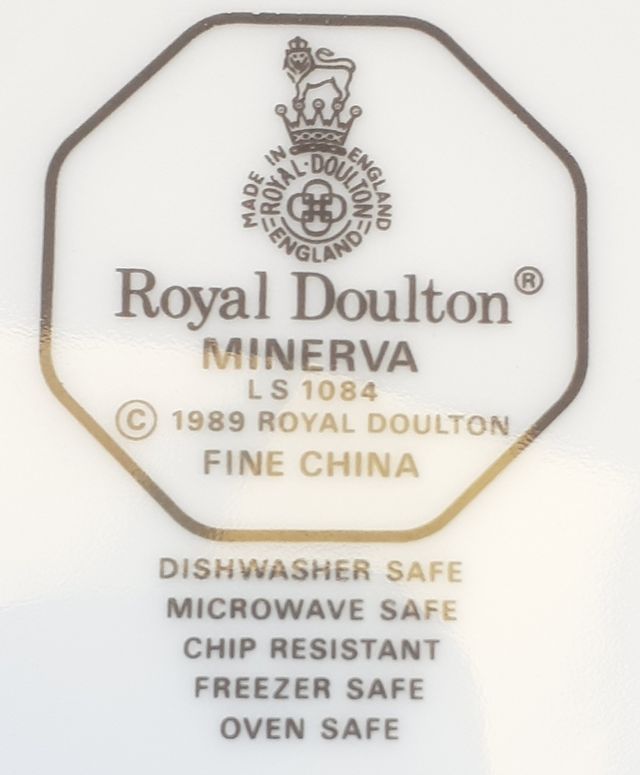 MADE IN ENGLAND
ROYAL·DOULTON
ENGLAND
Royal Doulton®
MINERVA
LS 1084
© 1989 ROYAL DOULTON
FINE CHINA
DISHWASHER SAFE
MICROWAVE SAFE
CHIP RESISTANT
FREEZER SAFE
OVEN SAFE